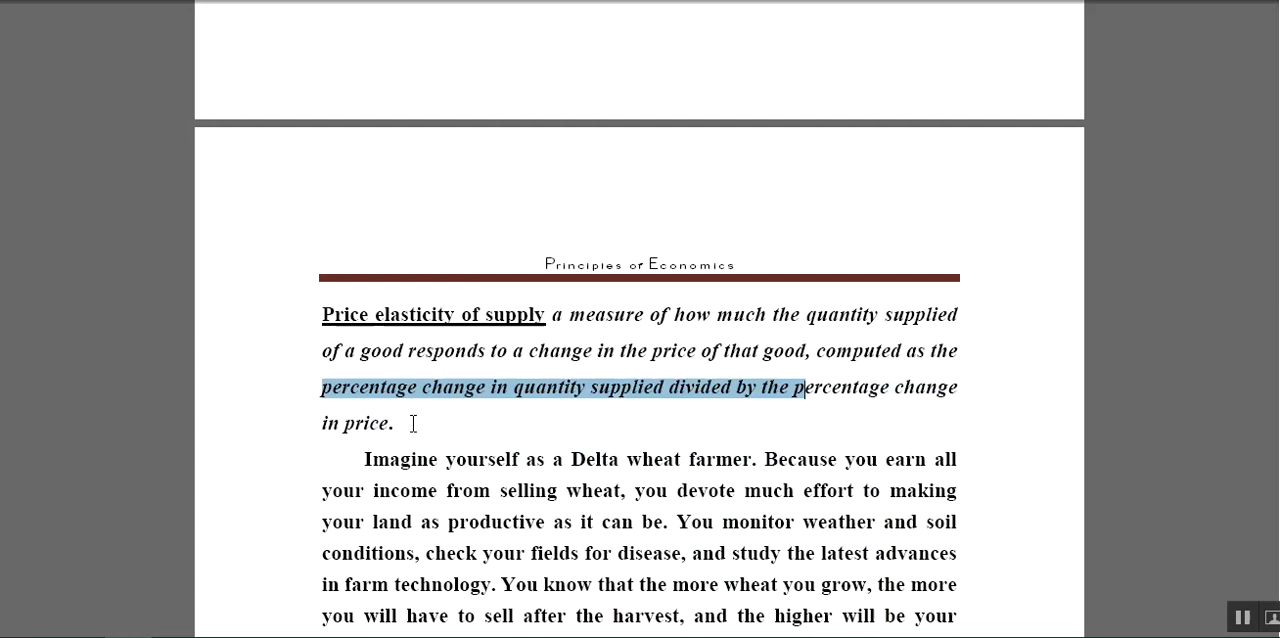 Principles of Economics
Price elasticity of supply a measure of how much the quantity supplied
of a good responds to a change in the price of that good, computed as the
percentage change in quantity supplied divided by the percentage change
in price.
Imagine yourself as a Delta wheat farmer. Because you earn all
your income from selling wheat, you devote much effort to making
your land as productive as it can be. You monitor weather and soil
conditions, check your fields for disease, and study the latest advances
in farm technology. You know that the more wheat you grow, the more
you will have to sell after the harvest, and the higher will be your